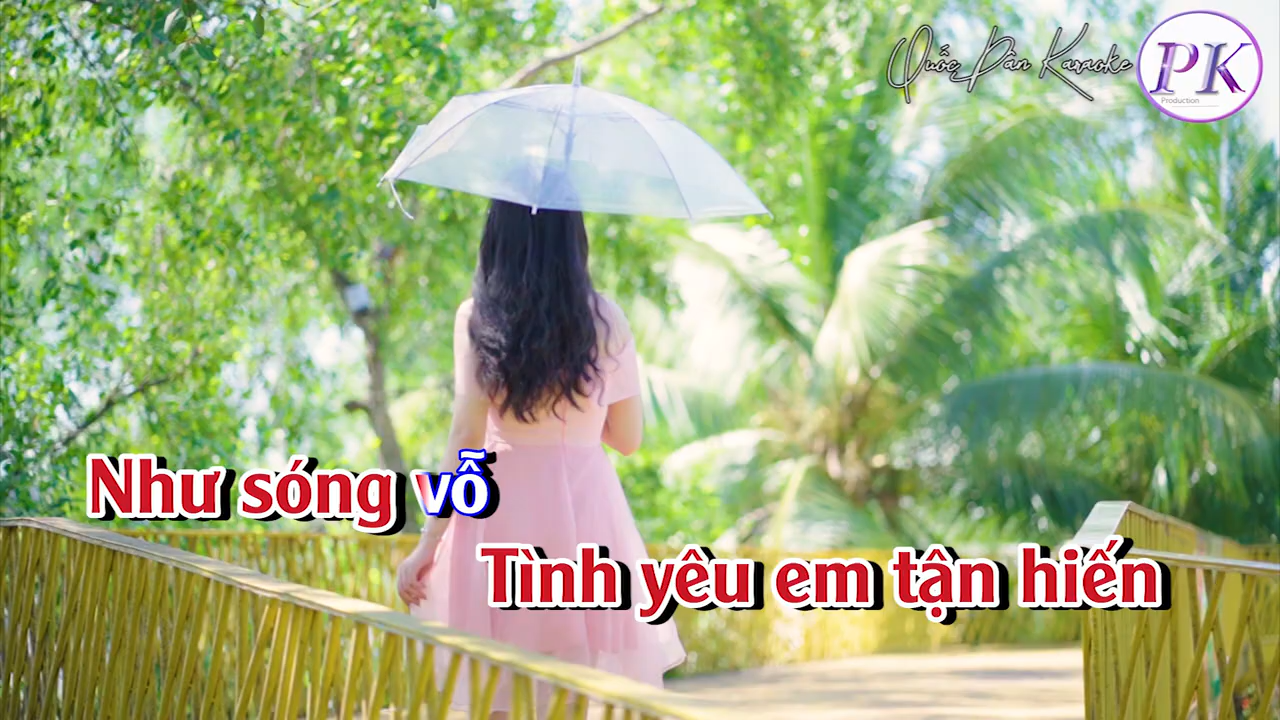 Quốc Dân Karaoke
PK
Production
Như sóng vỗ
Tình yêu em tận hiến